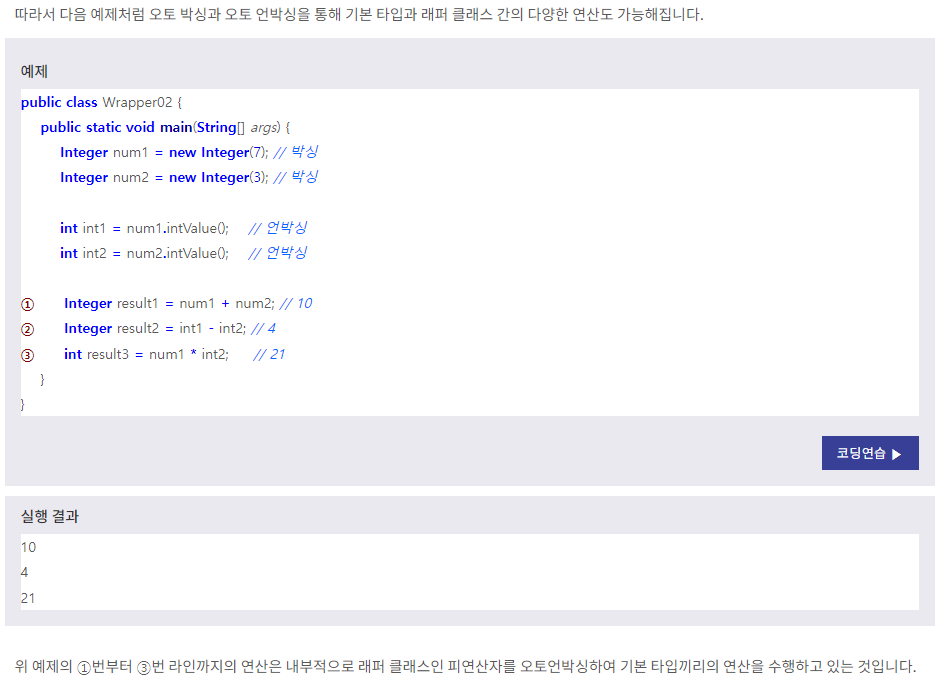 따라서 다음 예제처럼 오토 박싱과 오토 언박싱을 통해 기본 타입과 래퍼 클래스 간의 다양한 연산도 가능해집니다.
예제
public class Wrapper02 {
public static void main(String[] args) {
Integer num1 = new Integer(7); // 박싱
Integer num2 = new Integer(3); // 박싱
int int1 = num1.intValue(); // 언박싱
int int2 = num2.intValue(); // 언박싱
① Integer result1 = num1 + num2; // 10
② Integer result2 = int1 - int2; // 4
③ int result3 = num1 * int2; // 21
}
}
코딩연습 ▶
실행 결과
10
4
21
위 예제의 ①번부터 ③번 라인까지의 연산은 내부적으로 래퍼 클래스인 피연산자를 오토언박싱하여 기본 타입끼리의 연산을 수행하고 있는 것입니다.